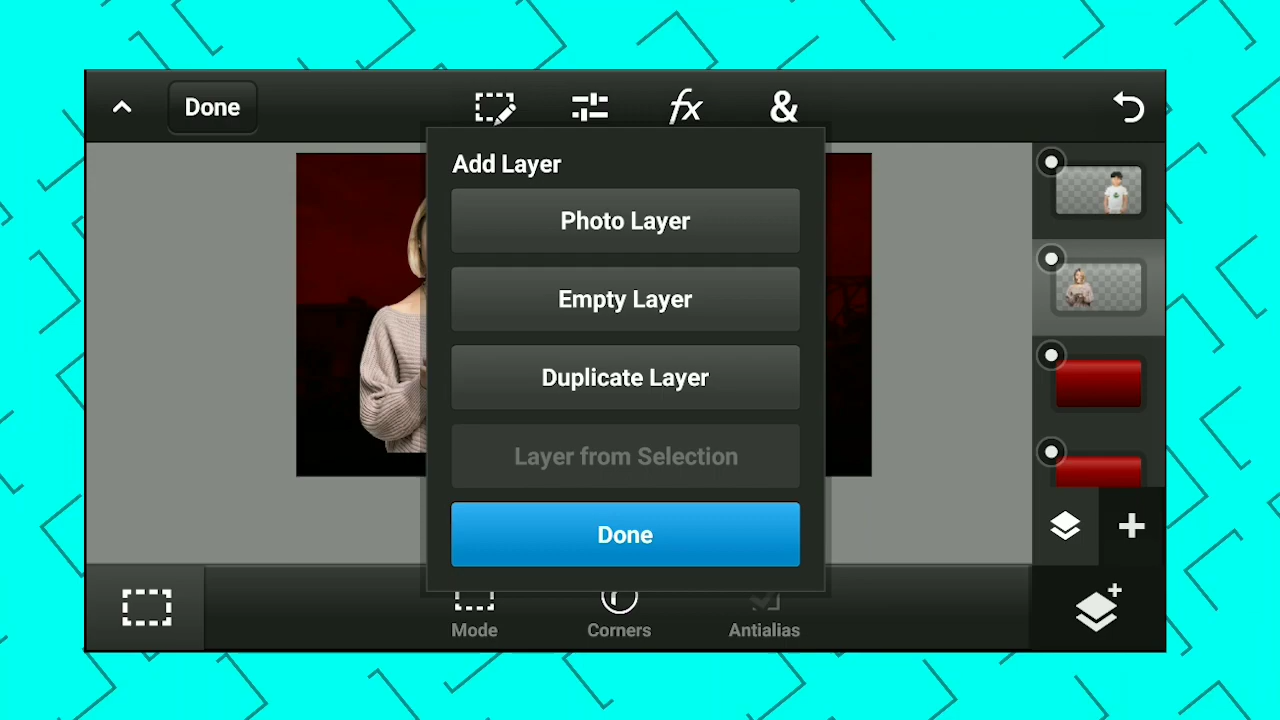 Done
fx
&
Add Layer
Photo Layer
Empty Layer
Duplicate Layer
Layer from Selection
Done
Mode
Corners
Antialias